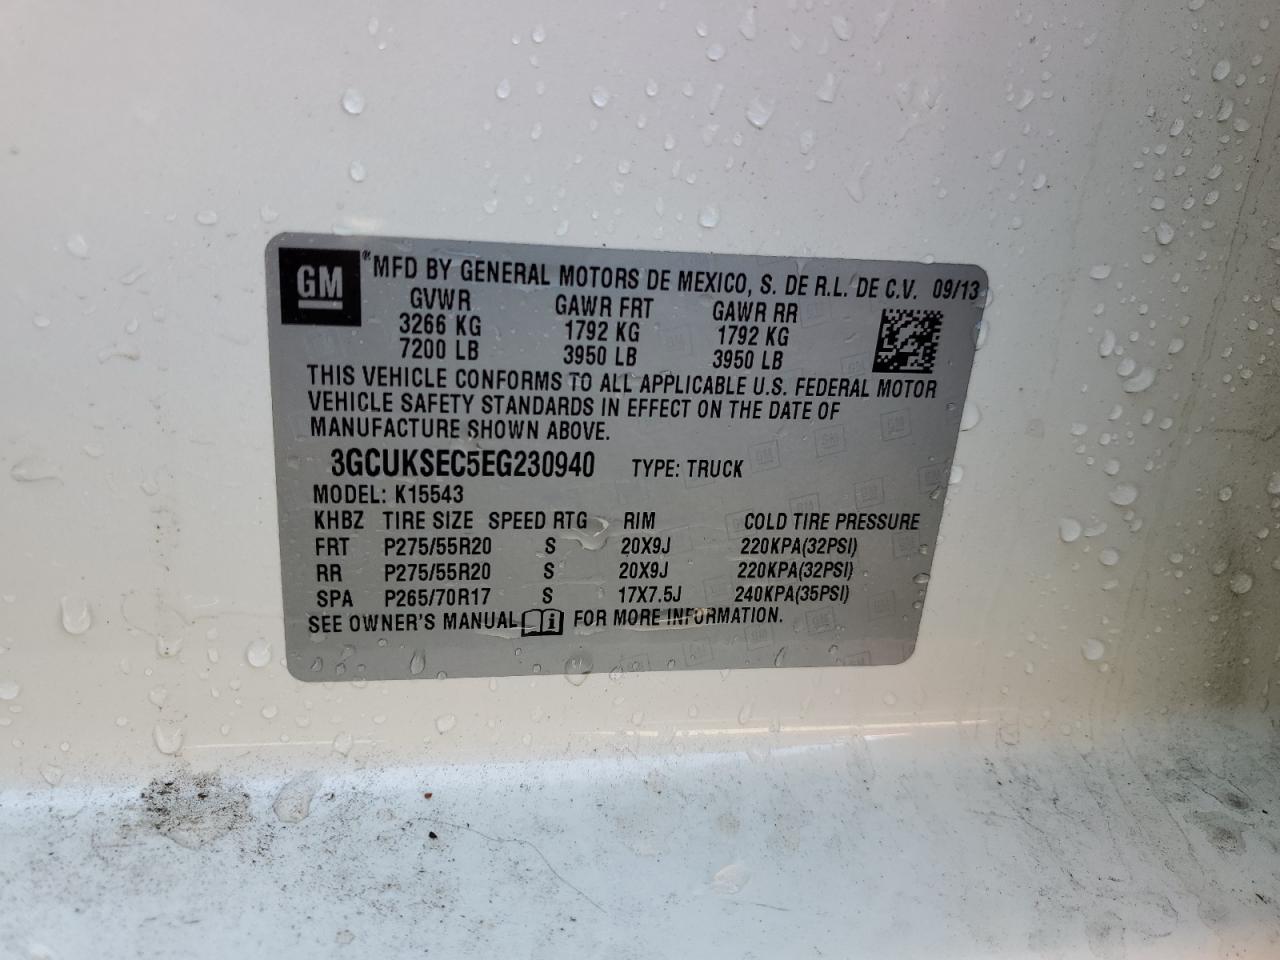 GM ® MFD BY GENERAL MOTORS DE MEXICO, S. DE R.L. DE C.V. 09/13
GVWR GAWR FRT GAWR RR
3266 KG 1792 KG 1792 KG
7200 LB 3950 LB 3950 LB
THIS VEHICLE CONFORMS TO ALL APPLICABLE U.S. FEDERAL MOTOR
VEHICLE SAFETY STANDARDS IN EFFECT ON THE DATE OF
MANUFACTURE SHOWN ABOVE.
3GCUKSEC5EG230940 TYPE: TRUCK
MODEL: K15543
KHBZ TIRE SIZE SPEED RTG RIM COLD TIRE PRESSURE
FRT P275/55R20 S 20X9J 220KPA(32PSI)
RR P275/55R20 S 20X9J 220KPA(32PSI)
SPA P265/70R17 S 17X7.5J 240KPA(35PSI)
SEE OWNER'S MANUAL i FOR MORE INFORMATION.